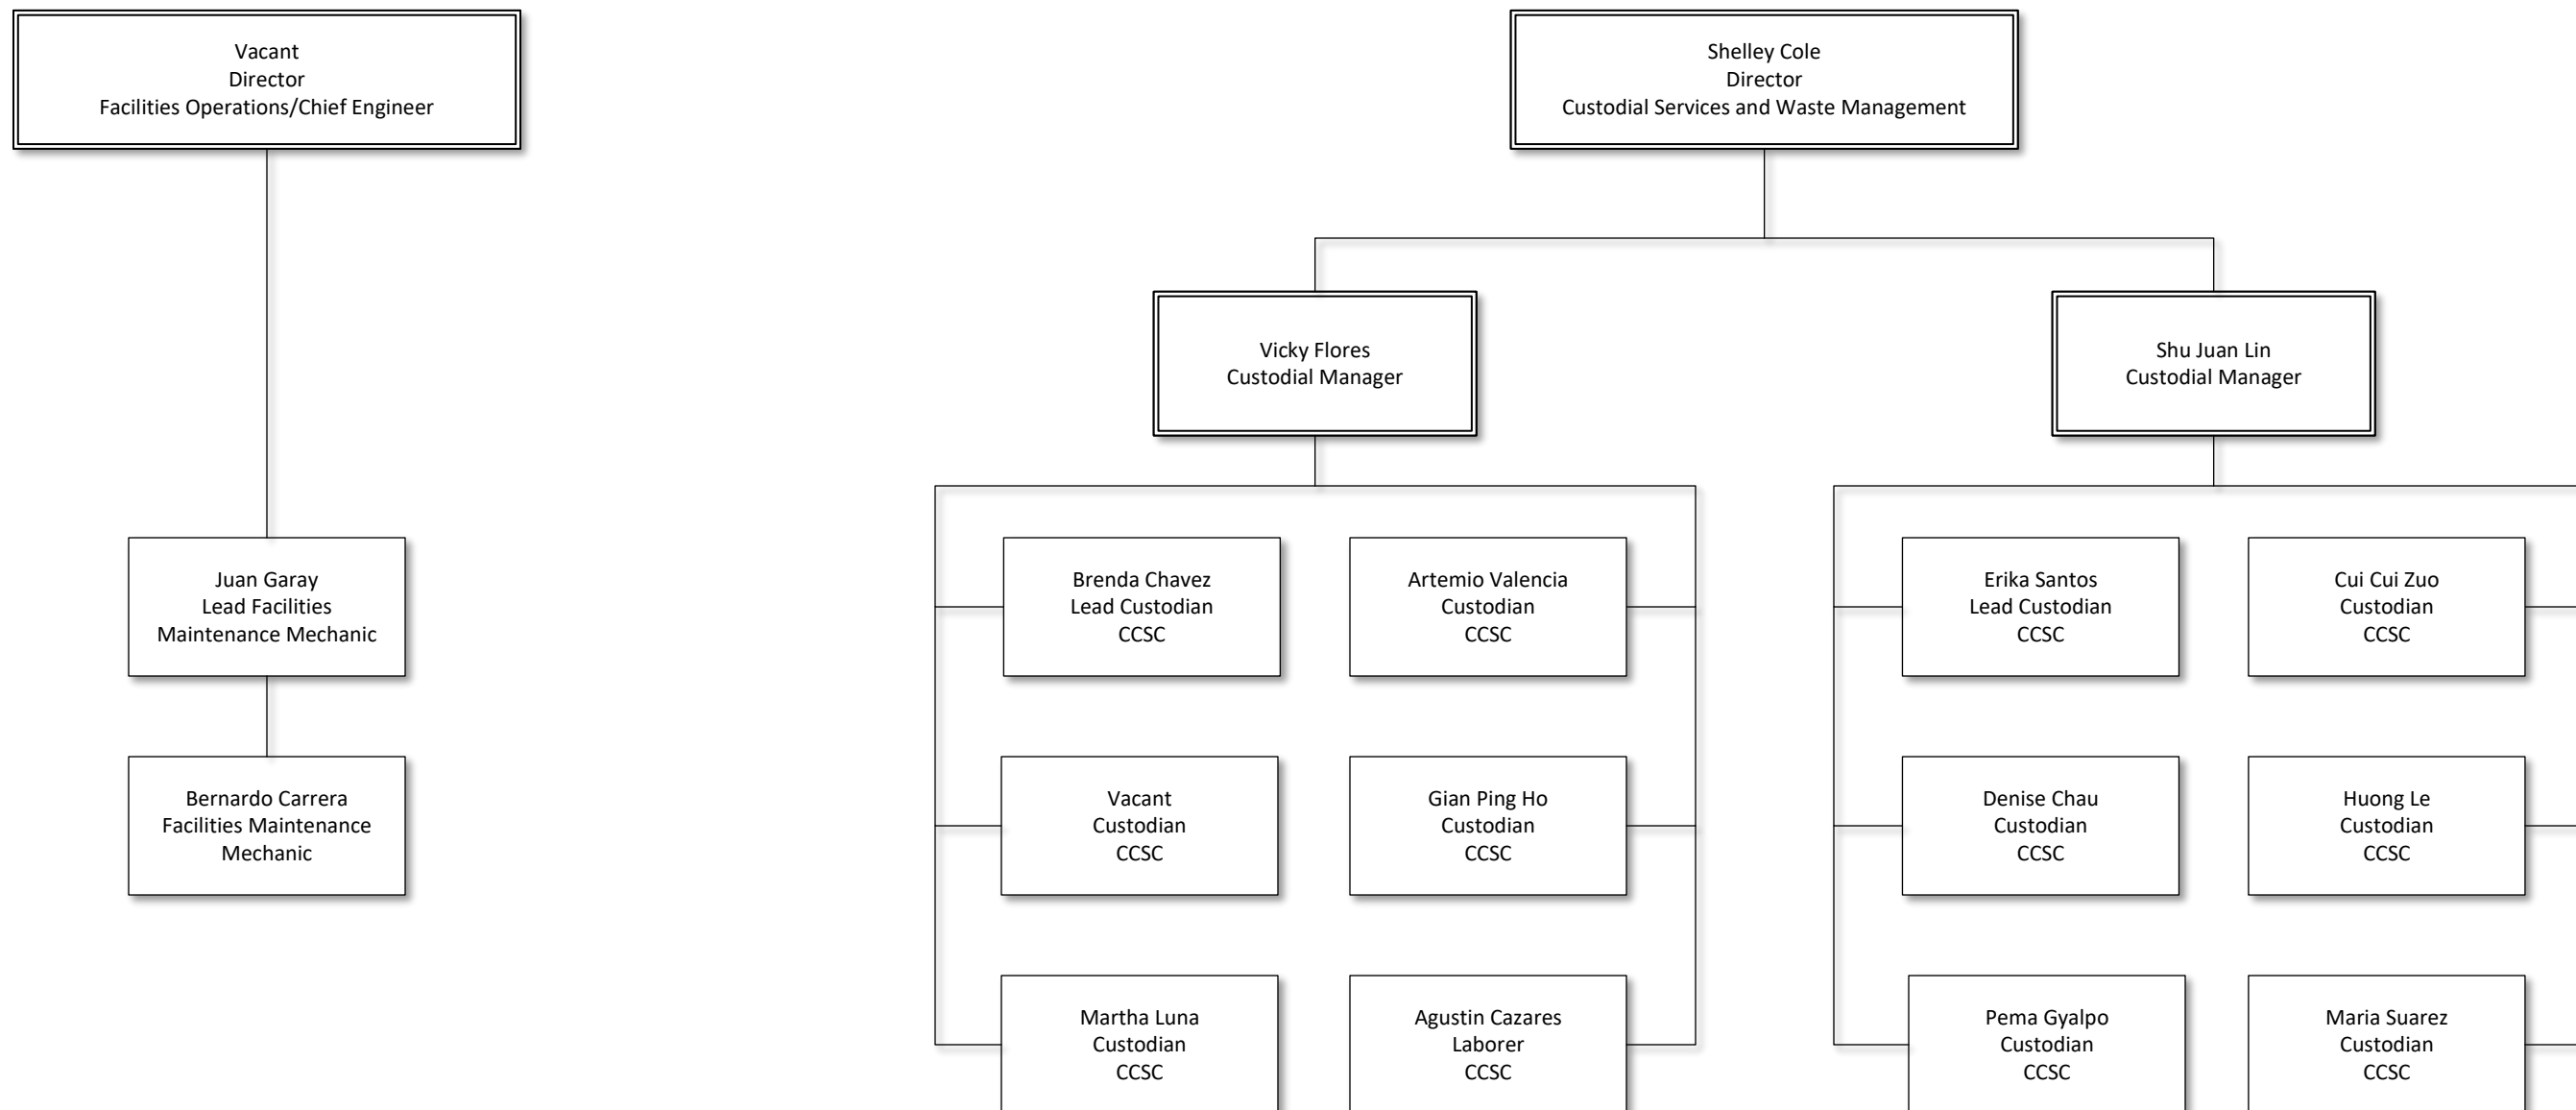 Vacant
Director
Facilities Operations/Chief Engineer
Shelley Cole
Director
Custodial Services and Waste Management
Vicky Flores
Custodial Manager
Shu Juan Lin
Custodial Manager
Juan Garay
Lead Facilities
Maintenance Mechanic
Brenda Chavez
Lead Custodian
CCSC
Artemio Valencia
Custodian
CCSC
Erika Santos
Lead Custodian
CCSC
Cui Cui Zuo
Custodian
CCSC
Bernardo Carrera
Facilities Maintenance
Mechanic
Vacant
Custodian
CCSC
Gian Ping Ho
Custodian
CCSC
Denise Chau
Custodian
CCSC
Huong Le
Custodian
CCSC
Martha Luna
Custodian
CCSC
Agustin Cazares
Laborer
CCSC
Pema Gyalpo
Custodian
CCSC
Maria Suarez
Custodian
CCSC